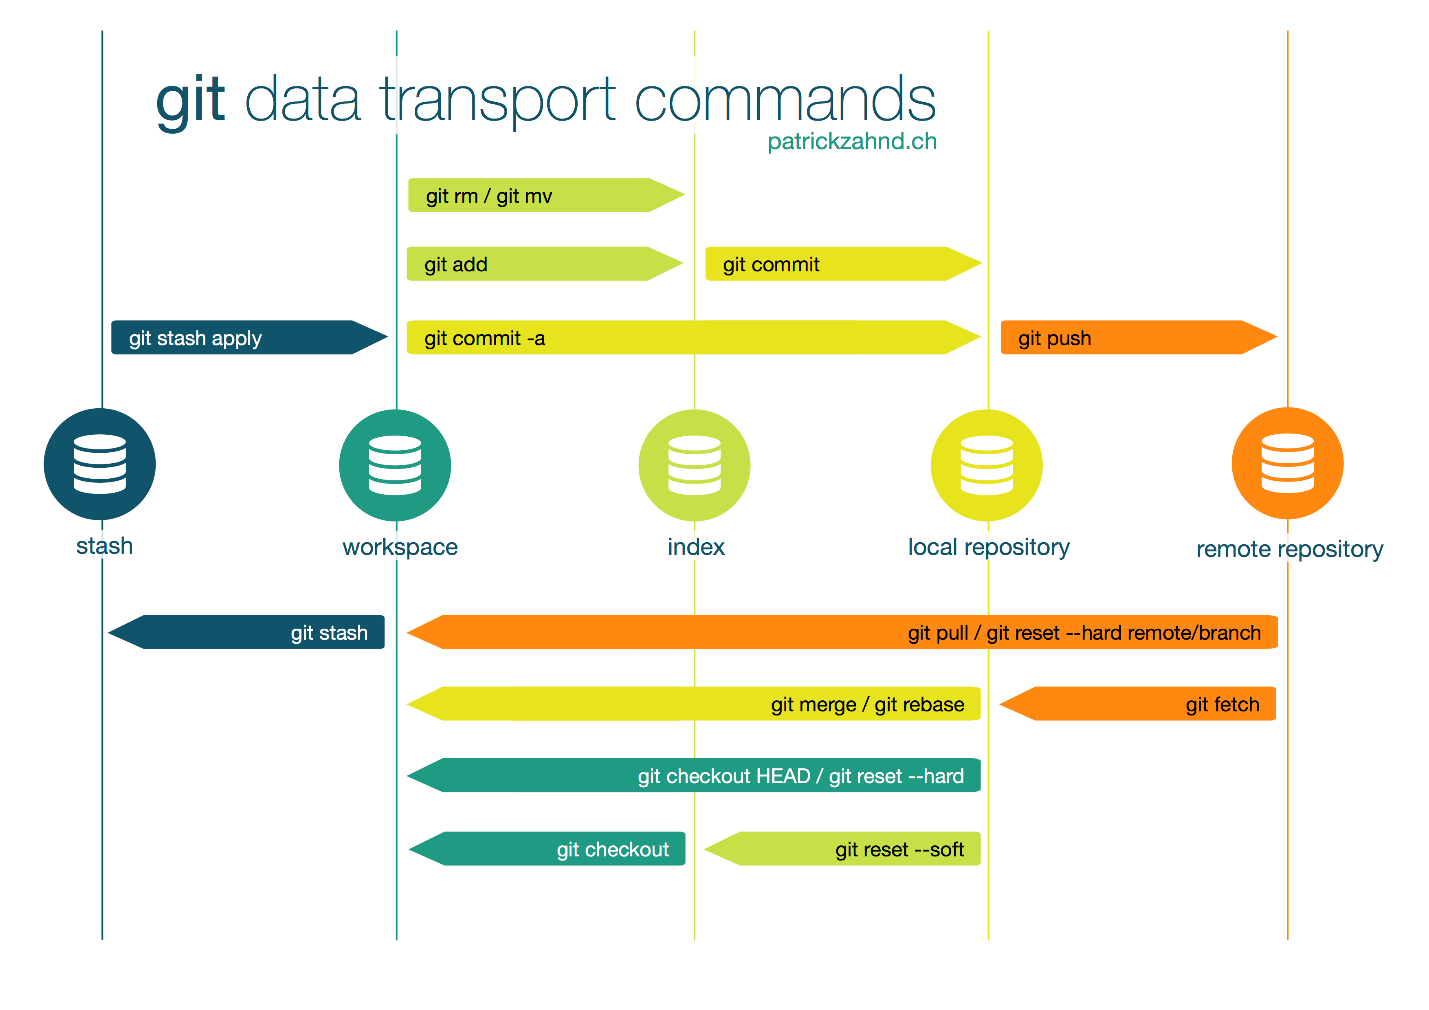 git data transport commands
patrickzahnd.ch
git rm / git mv
git add
git commit
git stash apply
git commit -a
git push
stash
workspace
index
local repository
remote repository
git stash
git pull / git reset --hard remote/branch
git merge / git rebase
git fetch
git checkout HEAD / git reset --hard
git checkout
git reset --soft